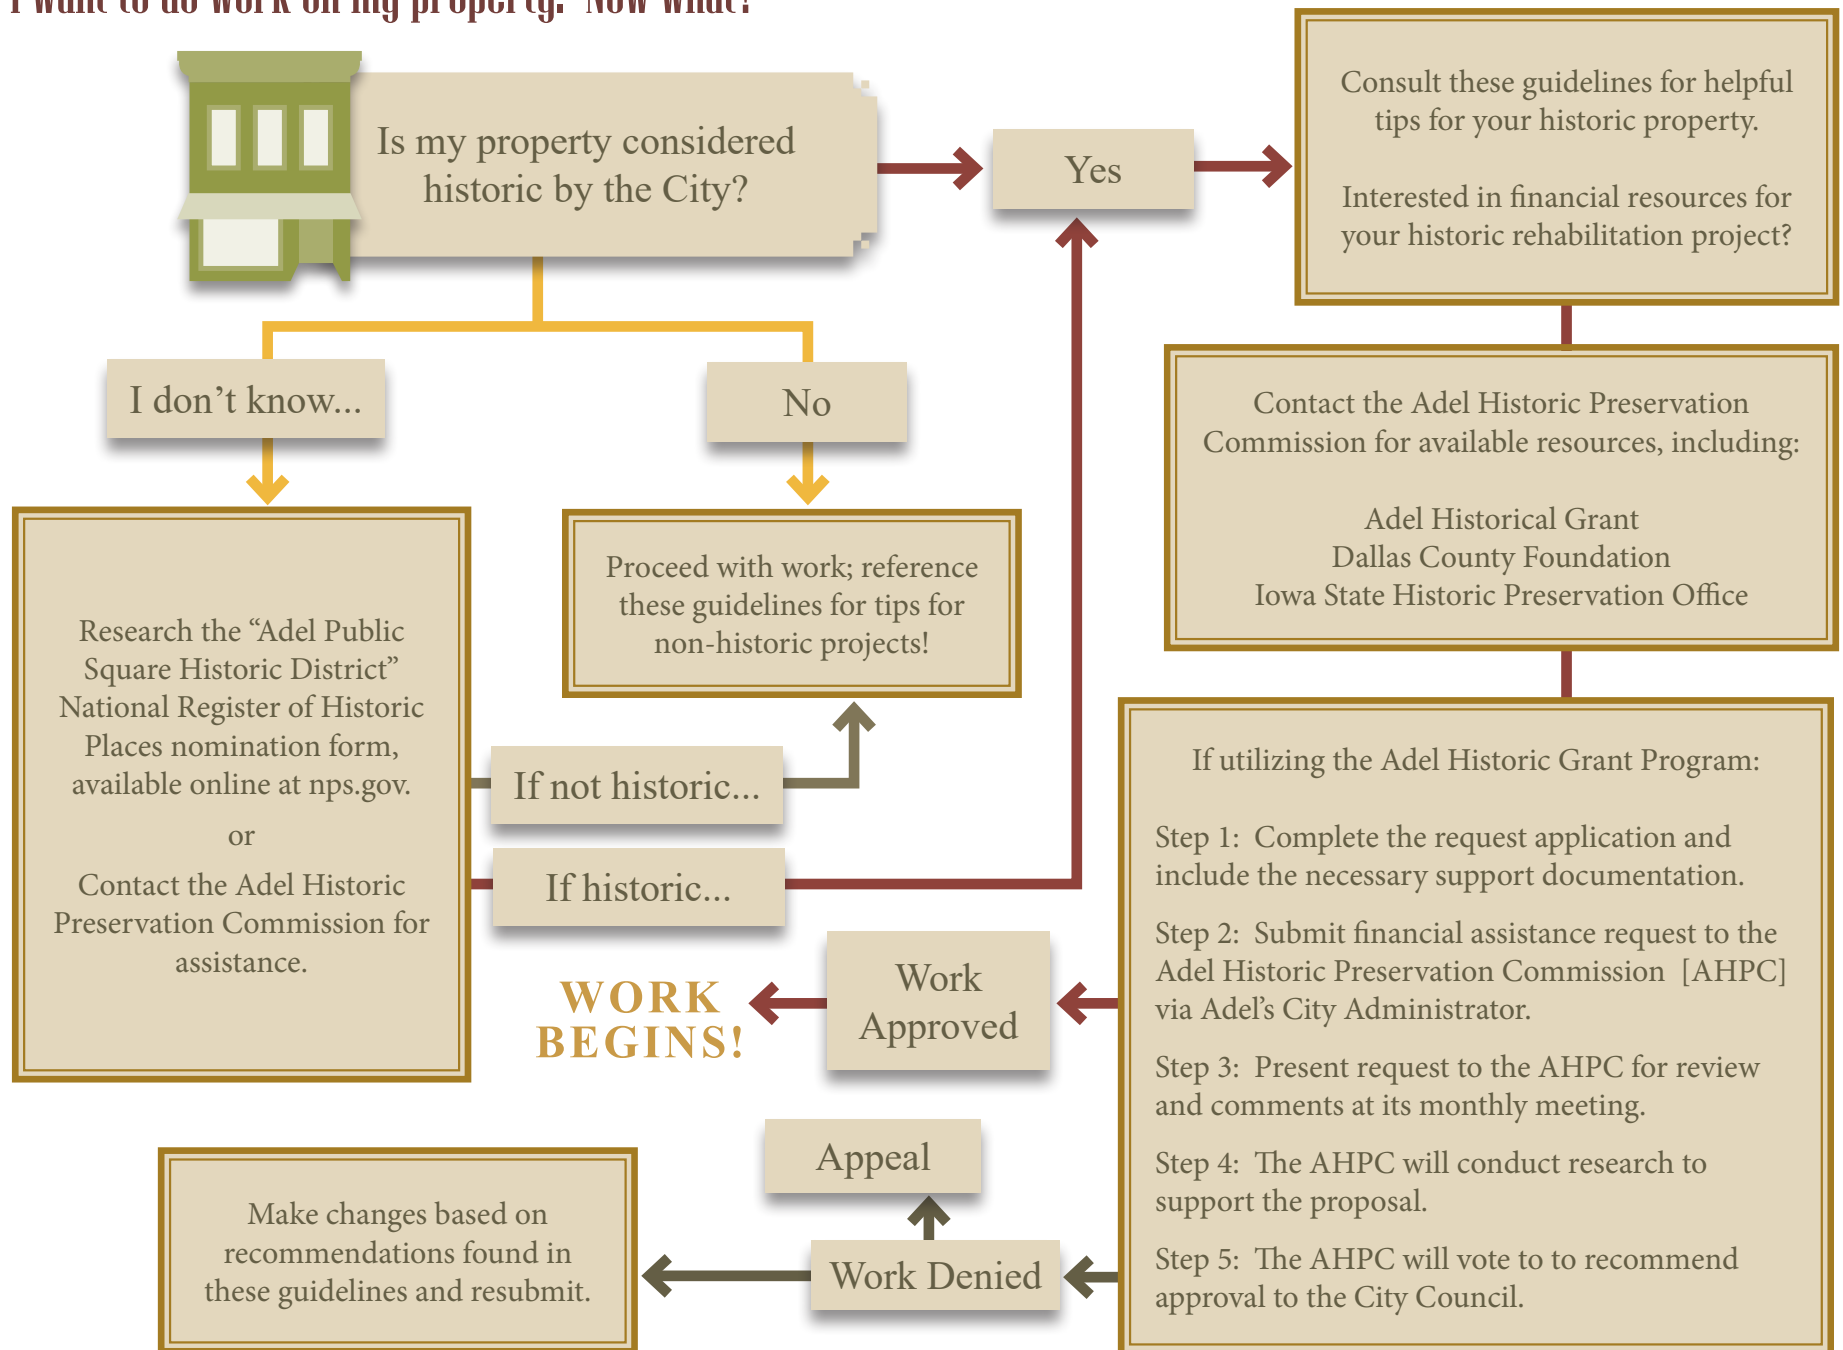 I want to do work on my property. Now what?
Is my property considered
historic by the City?
Yes
Consult these guidelines for helpful
tips for your historic property.
Interested in financial resources for
your historic rehabilitation project?
I don’t know...
No
Contact the Adel Historic Preservation
Commission for available resources, including:
Adel Historical Grant
Dallas County Foundation
Iowa State Historic Preservation Office
Research the “Adel Public
Square Historic District”
National Register of Historic
Places nomination form,
available online at nps.gov.
or
Contact the Adel Historic
Preservation Commission for
assistance.
Proceed with work; reference
these guidelines for tips for
non-historic projects!
If not historic...
If historic...
If utilizing the Adel Historic Grant Program:
Step 1:  Complete the request application and
include the necessary support documentation.
Step 2:  Submit financial assistance request to the
Adel Historic Preservation Commission  [AHPC]
via Adel’s City Administrator.
Step 3:  Present request to the AHPC for review
and comments at its monthly meeting.
Step 4:  The AHPC will conduct research to
support the proposal.
Step 5:  The AHPC will vote to to recommend
approval to the City Council.
Work
Approved
WORK
BEGINS!
Appeal
Work Denied
Make changes based on
recommendations found in
these guidelines and resubmit.